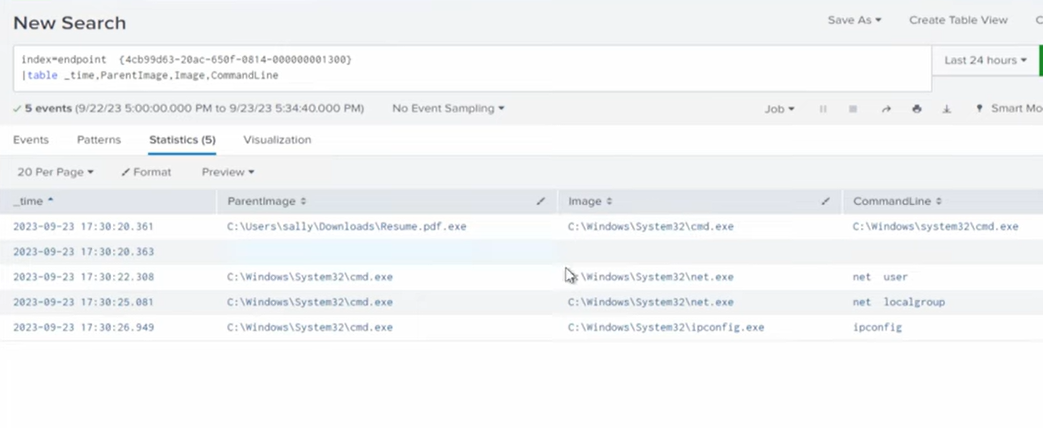 New Search
Save As Create Table View
index=endpoint {4cb99d63-20ac-650f-0814-000000001300}
|table _time,ParentImage,Image,CommandLine
Last 24 hours
5 events (9/22/23 5:00:00.000 PM to 9/23/23 5:34:40.000 PM) No Event Sampling Job Smart Mo
Events Patterns Statistics (5) Visualization
20 Per Page Format Preview
_time ParentImage Image CommandLine
2023-09-23 17:30:20.361 C:\Users\sally\Downloads\Resume.pdf.exe C:\Windows\System32\cmd.exe C:\Windows\system32\cmd.exe
2023-09-23 17:30:20.363
2023-09-23 17:30:22.308 C:\Windows\System32\cmd.exe C:\Windows\System32\net.exe net user
2023-09-23 17:30:25.081 C:\Windows\System32\cmd.exe C:\Windows\System32\net.exe net localgroup
2023-09-23 17:30:26.949 C:\Windows\System32\cmd.exe C:\Windows\System32\ipconfig.exe ipconfig